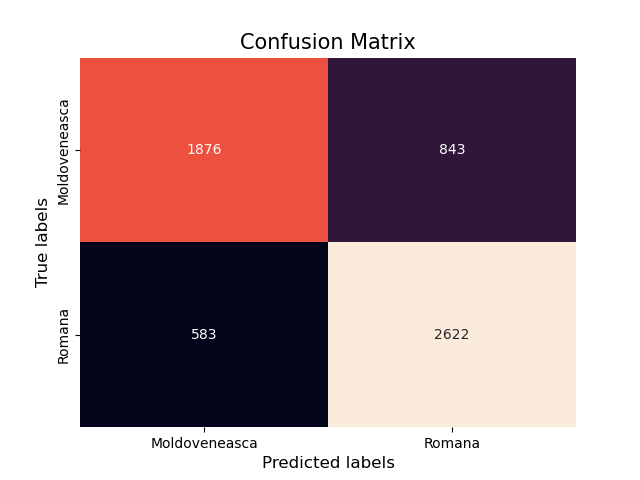 Confusion Matrix
True labels
Moldoveneasca
1876
843
Romana
583
2622
Moldoveneasca
Romana
Predicted labels